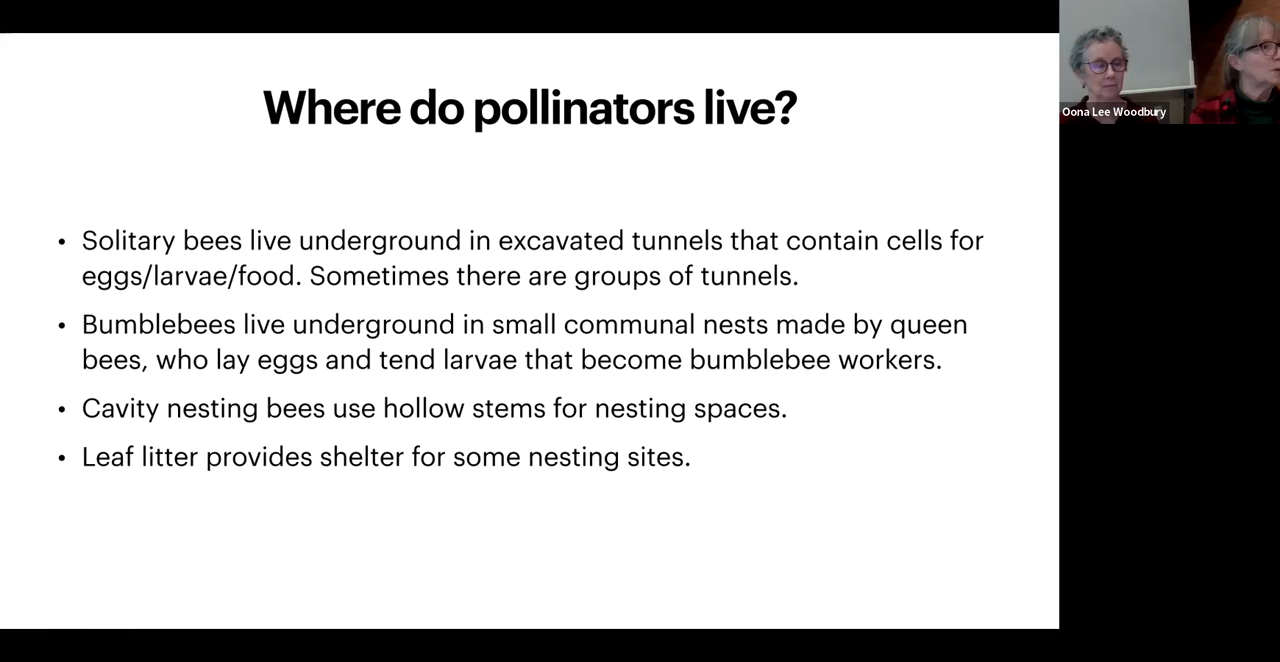 Where do pollinators live?
• Solitary bees live underground in excavated tunnels that contain cells for
eggs/larvae/food. Sometimes there are groups of tunnels.
• Bumblebees live underground in small communal nests made by queen
bees, who lay eggs and tend larvae that become bumblebee workers.
• Cavity nesting bees use hollow stems for nesting spaces.
• Leaf litter provides shelter for some nesting sites.
Oona Lee Woodbury